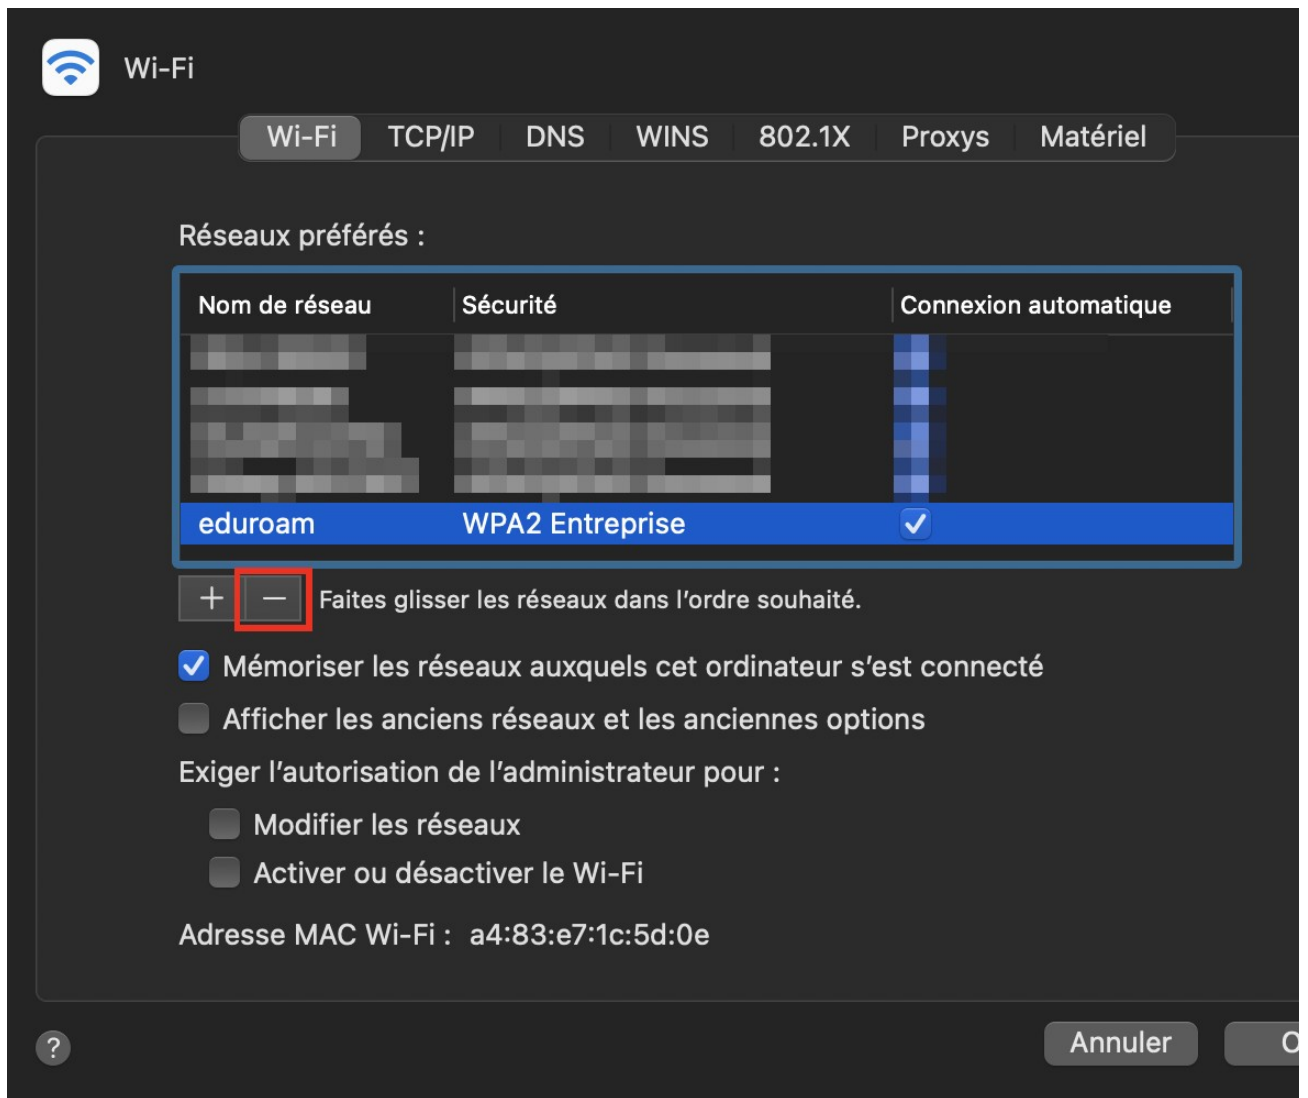 Wi-Fi
Wi-Fi TCP/IP DNS WINS 802.1X Proxys Matériel
Réseaux préférés :
Nom de réseau Sécurité Connexion automatique
eduroam WPA2 Entreprise
+ − Faites glisser les réseaux dans l’ordre souhaité.
Mémoriser les réseaux auxquels cet ordinateur s’est connecté
Afficher les anciens réseaux et les anciennes options
Exiger l’autorisation de l’administrateur pour :
Modifier les réseaux
Activer ou désactiver le Wi-Fi
Adresse MAC Wi-Fi : a4:83:e7:1c:5d:0e
? Annuler